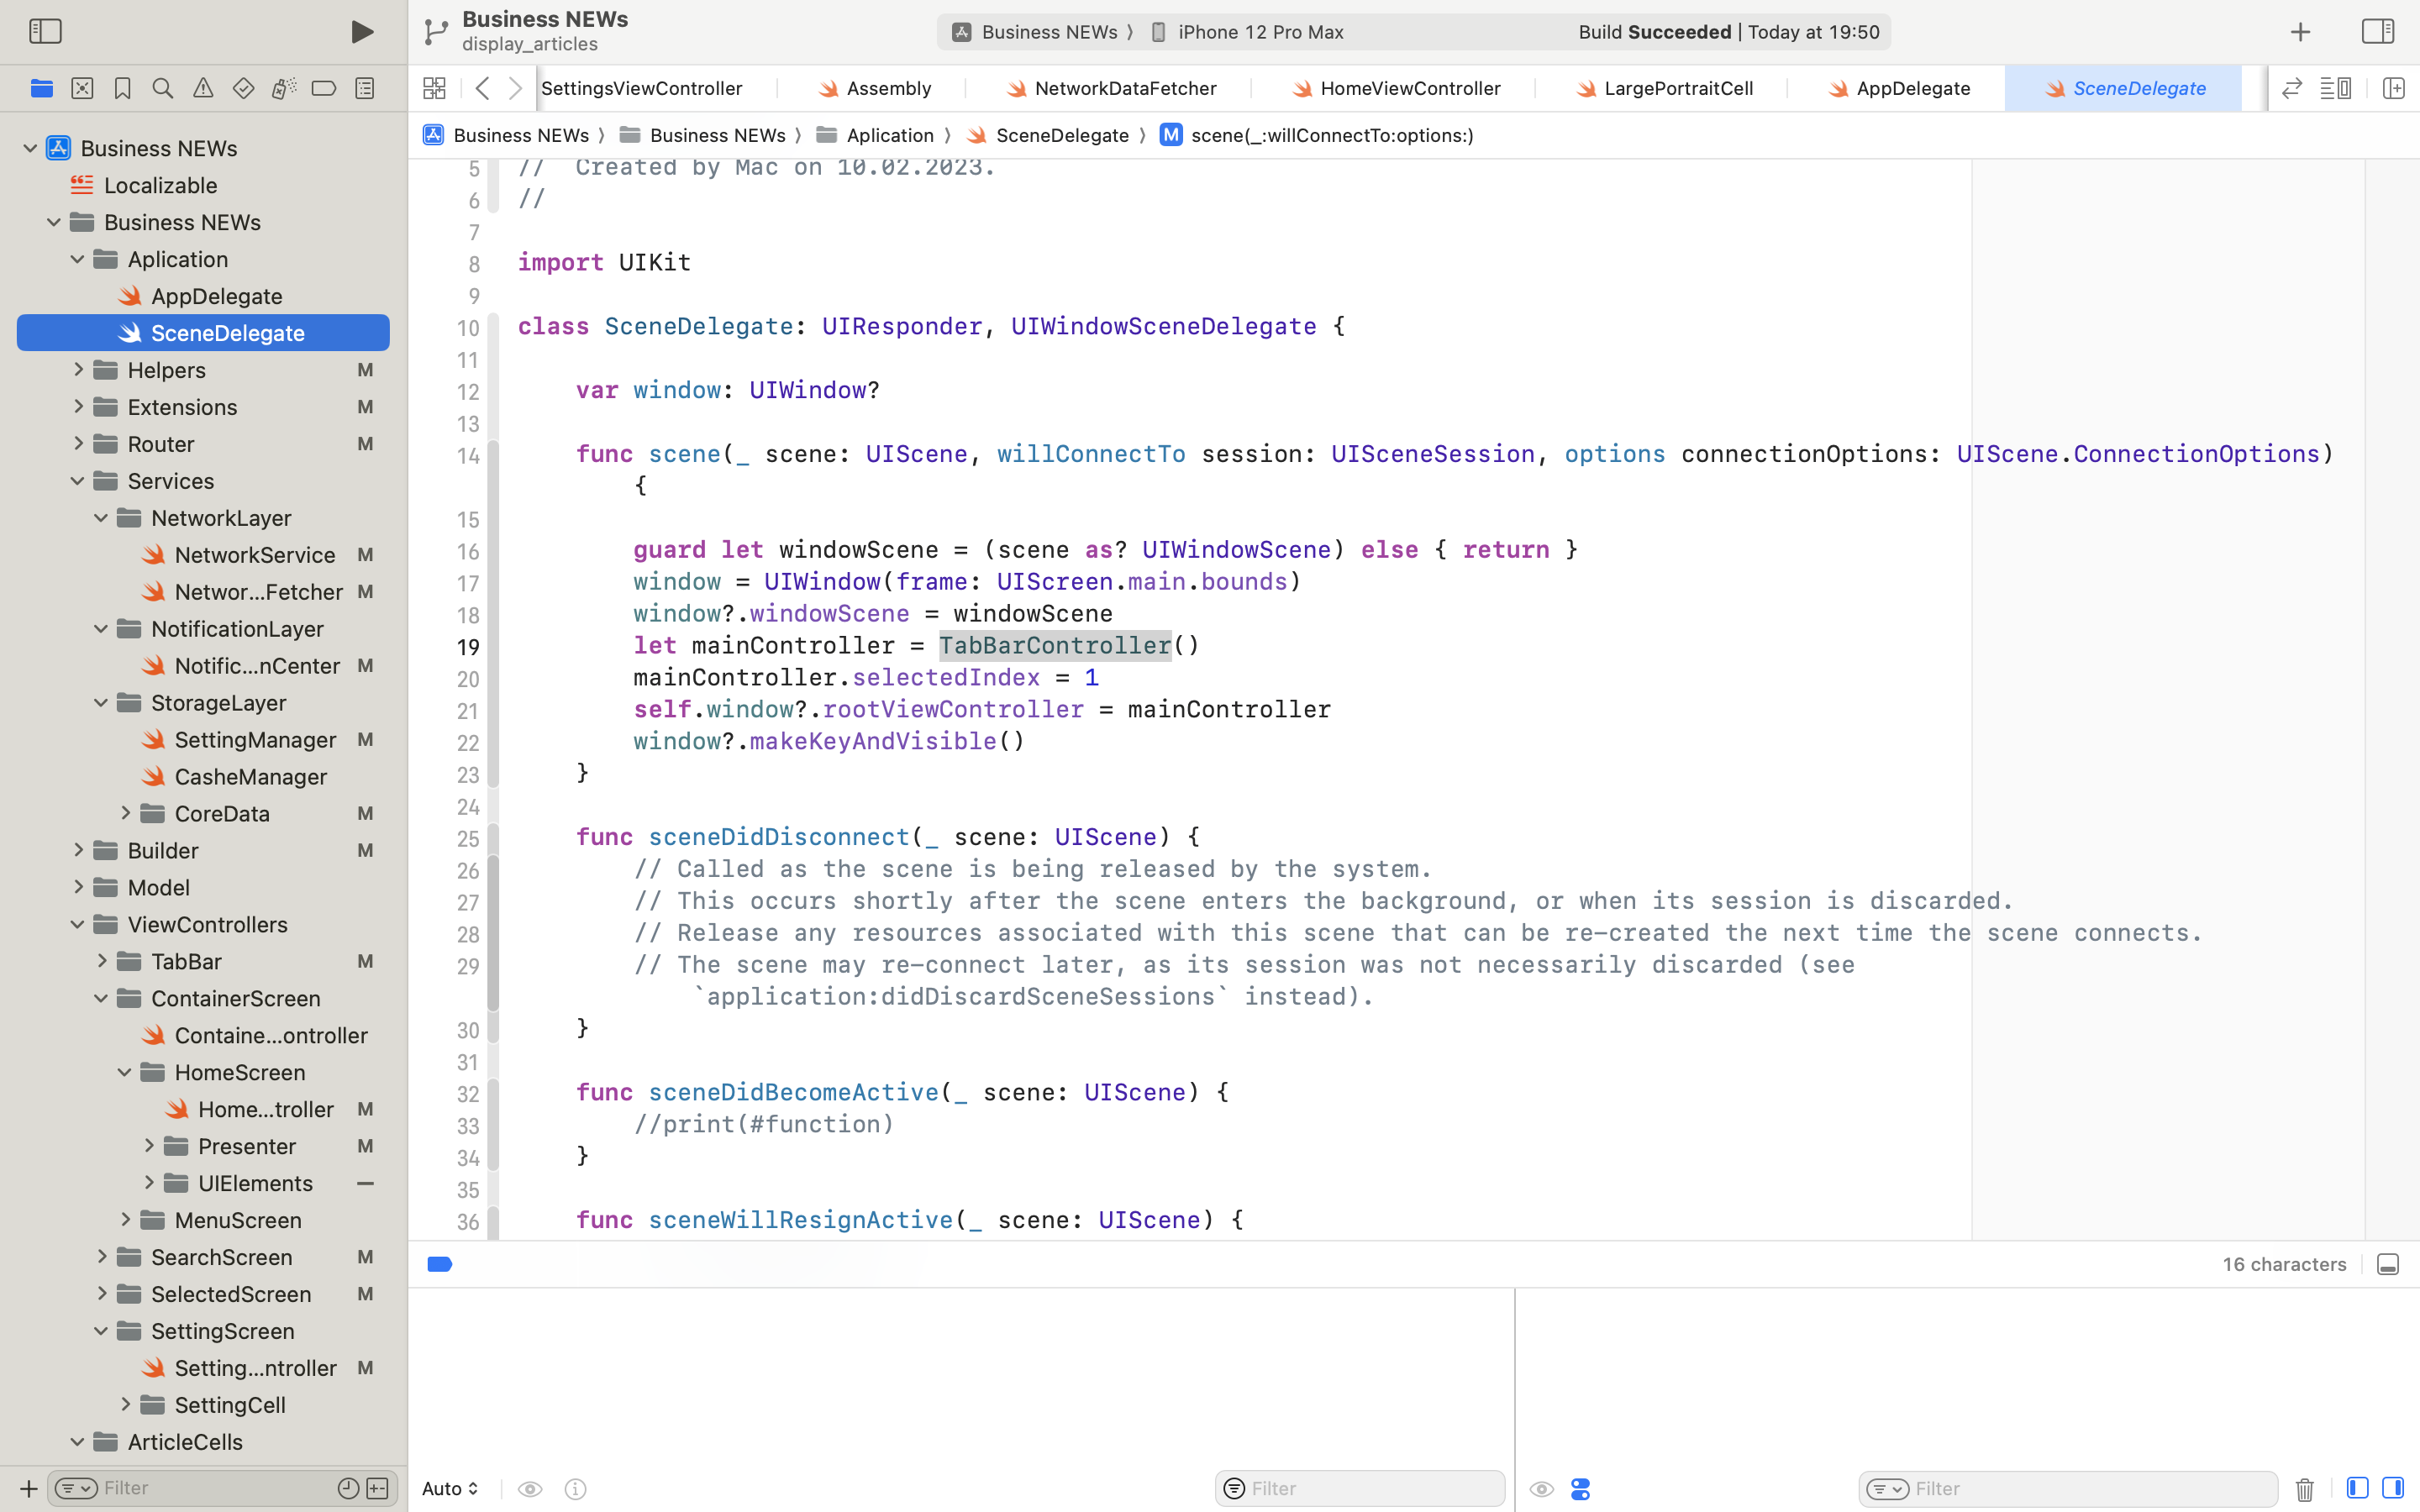 Business NEWs
display_articles
Business NEWs 〉 iPhone 12 Pro Max
Build Succeeded | Today at 19:50
SettingsViewController
Assembly
NetworkDataFetcher
HomeViewController
LargePortraitCell
AppDelegate
SceneDelegate
Business NEWs 〉 Business NEWs 〉 Aplication 〉 SceneDelegate 〉 M scene(_:willConnectTo:options:)
Business NEWs
Localizable
Business NEWs
Aplication
AppDelegate
SceneDelegate
Helpers M
Extensions M
Router M
Services
NetworkLayer
NetworkService M
Networ...Fetcher M
NotificationLayer
Notific...nCenter M
StorageLayer
SettingManager M
CasheManager
CoreData M
Builder M
Model
ViewControllers
TabBar M
ContainerScreen
Containe...ontroller
HomeScreen
Home...troller M
Presenter M
UIElements —
MenuScreen
SearchScreen M
SelectedScreen M
SettingScreen
Setting...ntroller M
SettingCell
ArticleCells
Filter
5 //  Created by Mac on 10.02.2023.
6 //
7
8 import UIKit
9
10 class SceneDelegate: UIResponder, UIWindowSceneDelegate {
11
12     var window: UIWindow?
13
14     func scene(_ scene: UIScene, willConnectTo session: UISceneSession, options connectionOptions: UIScene.ConnectionOptions)
        {
15
16         guard let windowScene = (scene as? UIWindowScene) else { return }
17         window = UIWindow(frame: UIScreen.main.bounds)
18         window?.windowScene = windowScene
19         let mainController = TabBarController()
20         mainController.selectedIndex = 1
21         self.window?.rootViewController = mainController
22         window?.makeKeyAndVisible()
23     }
24
25     func sceneDidDisconnect(_ scene: UIScene) {
26         // Called as the scene is being released by the system.
27         // This occurs shortly after the scene enters the background, or when its session is discarded.
28         // Release any resources associated with this scene that can be re-created the next time the scene connects.
29         // The scene may re-connect later, as its session was not necessarily discarded (see
            `application:didDiscardSceneSessions` instead).
30     }
31
32     func sceneDidBecomeActive(_ scene: UIScene) {
33         //print(#function)
34     }
35
36     func sceneWillResignActive(_ scene: UIScene) {
16 characters
Auto
Filter
Filter